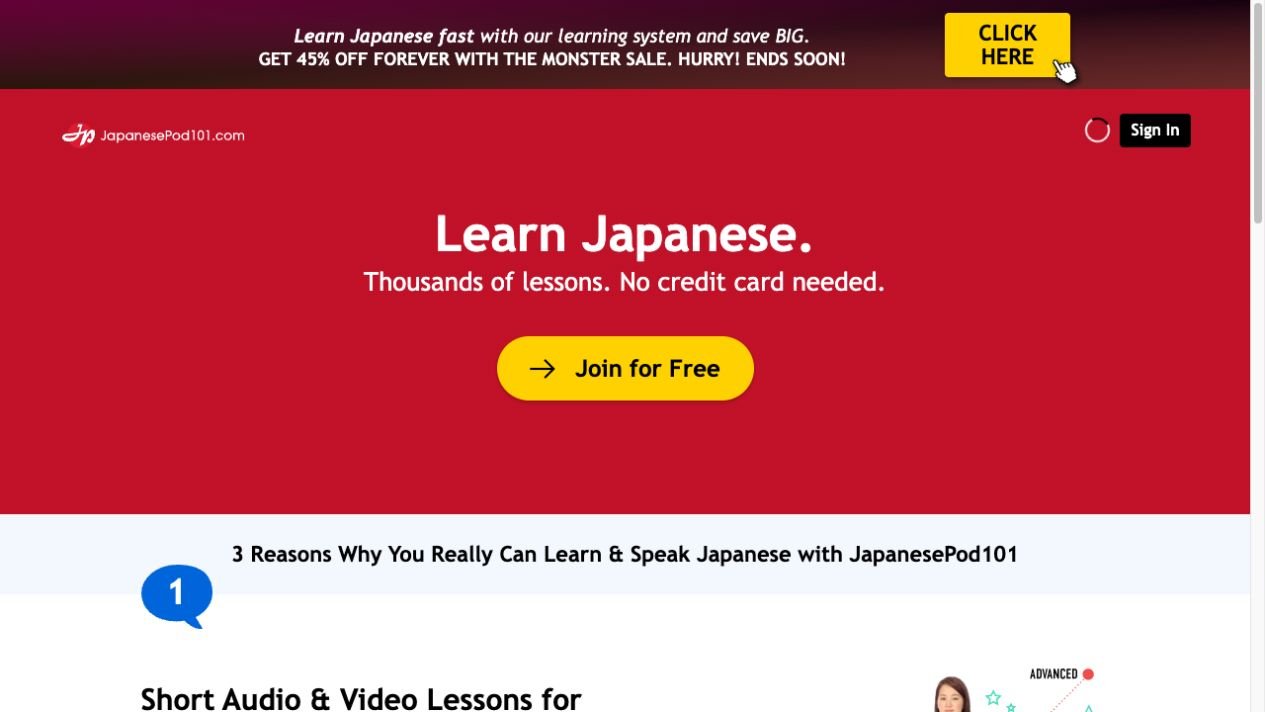 Learn Japanese fast with our learning system and save BIG.
GET 45% OFF FOREVER WITH THE MONSTER SALE. HURRY! ENDS SOON!
CLICK
HERE
JapanesePod101.com
Sign In
Learn Japanese.
Thousands of lessons. No credit card needed.
Join for Free
3 Reasons Why You Really Can Learn & Speak Japanese with JapanesePod101
1
Short Audio & Video Lessons for
ADVANCED